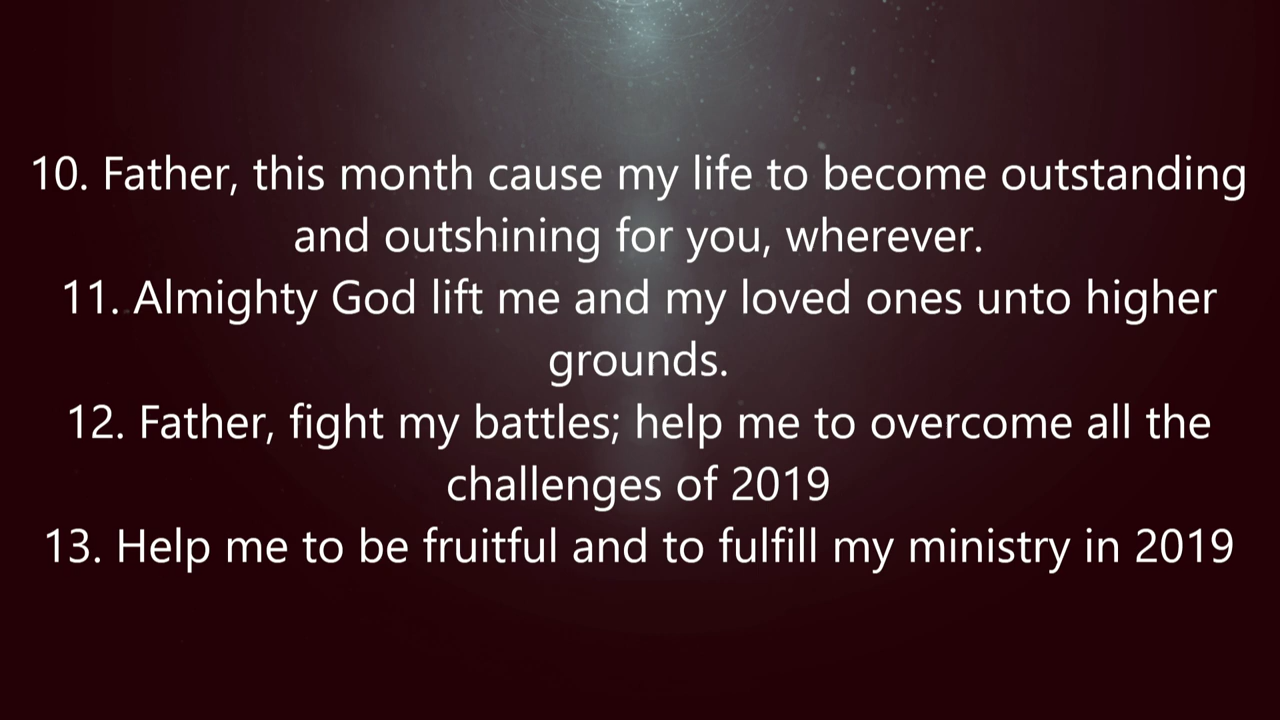 10. Father, this month cause my life to become outstanding
and outshining for you, wherever.
11. Almighty God lift me and my loved ones unto higher
grounds.
12. Father, fight my battles; help me to overcome all the
challenges of 2019
13. Help me to be fruitful and to fulfill my ministry in 2019